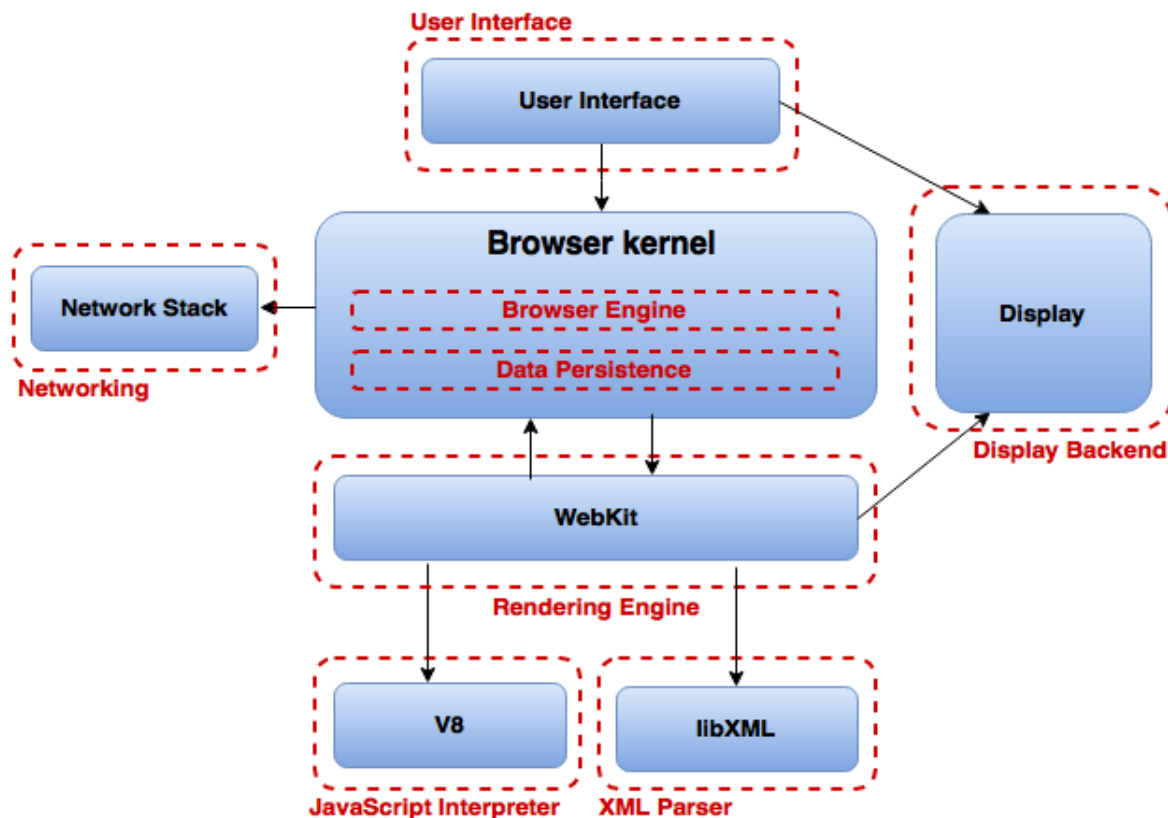 User Interface
User Interface
Browser kernel
Browser Engine
Data Persistence
Network Stack
Networking
Display
Display Backend
WebKit
Rendering Engine
V8
JavaScript Interpreter
libXML
XML Parser